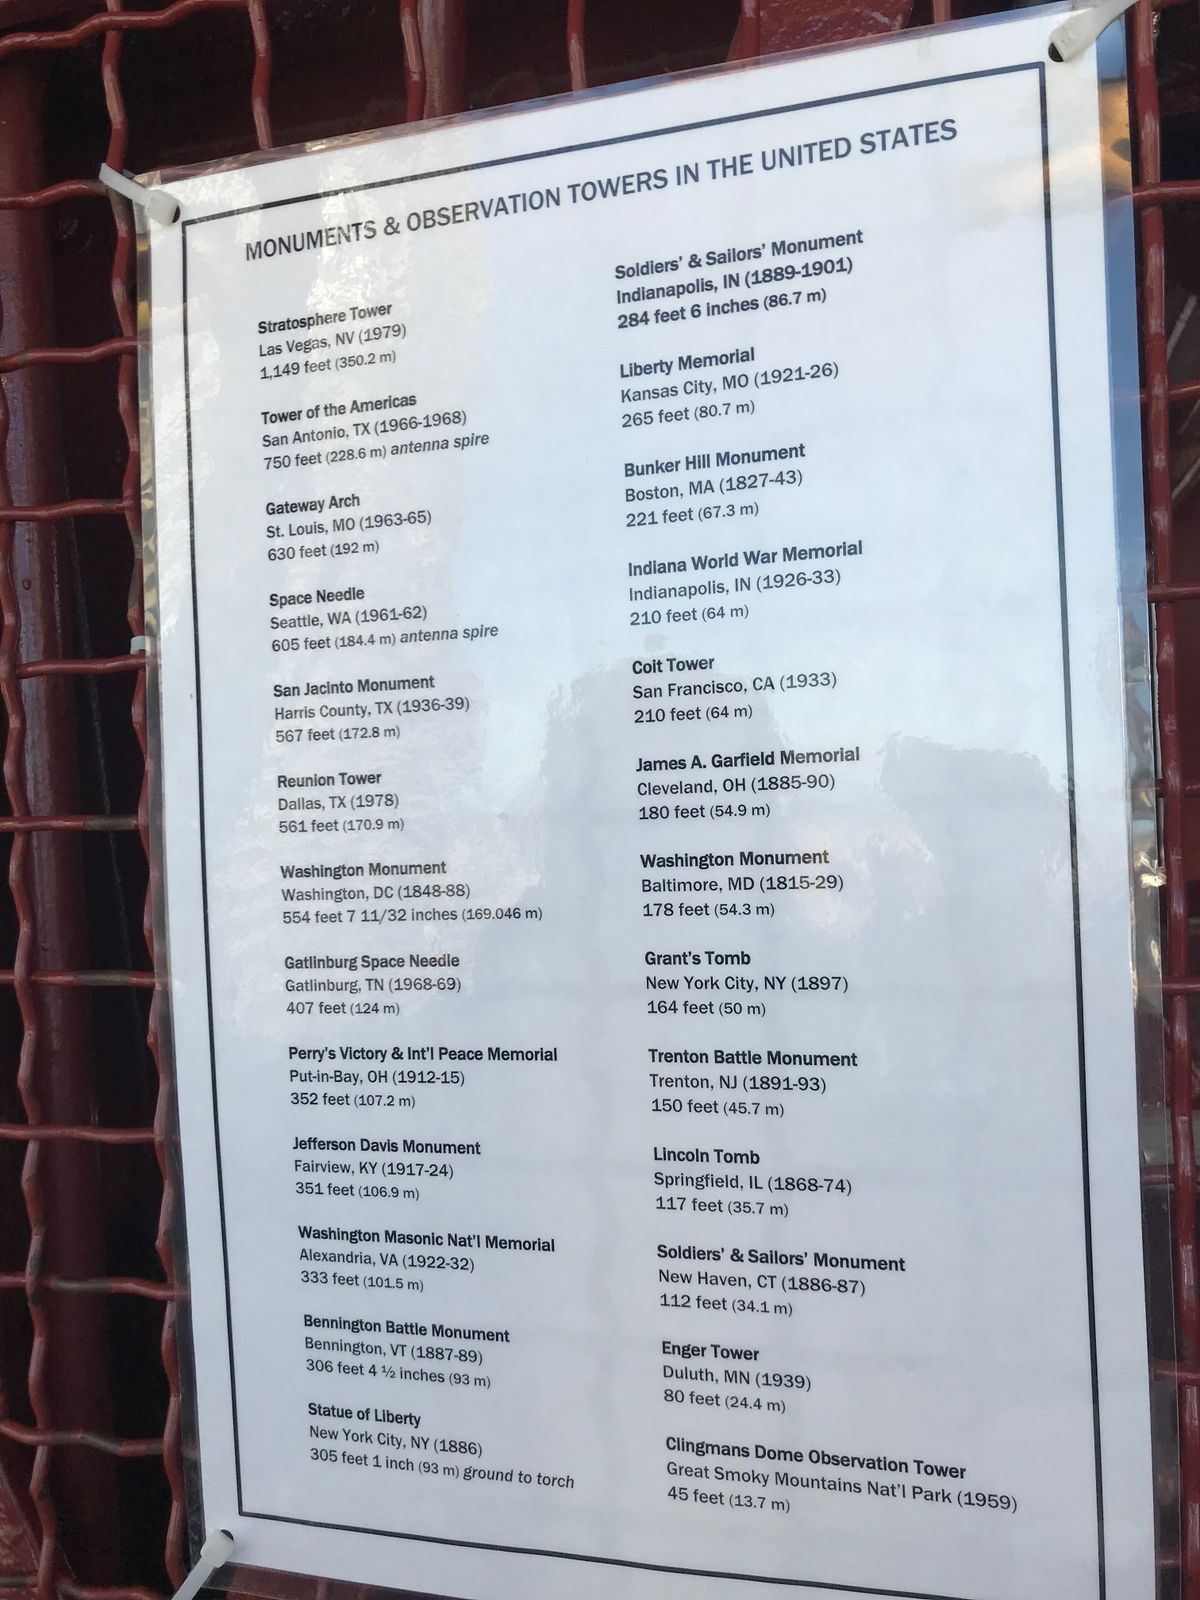 MONUMENTS & OBSERVATION TOWERS IN THE UNITED STATES
Stratosphere Tower
Las Vegas, NV (1979)
1,149 feet (350.2 m)
Tower of the Americas
San Antonio, TX (1966-1968)
750 feet (228.6 m) antenna spire
Gateway Arch
St. Louis, MO (1963-65)
630 feet (192 m)
Space Needle
Seattle, WA (1961-62)
605 feet (184.4 m) antenna spire
San Jacinto Monument
Harris County, TX (1936-39)
567 feet (172.8 m)
Reunion Tower
Dallas, TX (1978)
561 feet (170.9 m)
Washington Monument
Washington, DC (1848-88)
554 feet 7 11/32 inches (169.046 m)
Gatlinburg Space Needle
Gatlinburg, TN (1968-69)
407 feet (124 m)
Perry's Victory & Int'l Peace Memorial
Put-in-Bay, OH (1912-15)
352 feet (107.2 m)
Jefferson Davis Monument
Fairview, KY (1917-24)
351 feet (106.9 m)
Washington Masonic Nat'l Memorial
Alexandria, VA (1922-32)
333 feet (101.5 m)
Bennington Battle Monument
Bennington, VT (1887-89)
306 feet 4 ½ inches (93 m)
Statue of Liberty
New York City, NY (1886)
305 feet 1 inch (93 m) ground to torch
Soldiers' & Sailors' Monument
Indianapolis, IN (1889-1901)
284 feet 6 inches (86.7 m)
Liberty Memorial
Kansas City, MO (1921-26)
265 feet (80.7 m)
Bunker Hill Monument
Boston, MA (1827-43)
221 feet (67.3 m)
Indiana World War Memorial
Indianapolis, IN (1926-33)
210 feet (64 m)
Coit Tower
San Francisco, CA (1933)
210 feet (64 m)
James A. Garfield Memorial
Cleveland, OH (1885-90)
180 feet (54.9 m)
Washington Monument
Baltimore, MD (1815-29)
178 feet (54.3 m)
Grant's Tomb
New York City, NY (1897)
164 feet (50 m)
Trenton Battle Monument
Trenton, NJ (1891-93)
150 feet (45.7 m)
Lincoln Tomb
Springfield, IL (1868-74)
117 feet (35.7 m)
Soldiers' & Sailors' Monument
New Haven, CT (1886-87)
112 feet (34.1 m)
Enger Tower
Duluth, MN (1939)
80 feet (24.4 m)
Clingmans Dome Observation Tower
Great Smoky Mountains Nat'l Park (1959)
45 feet (13.7 m)